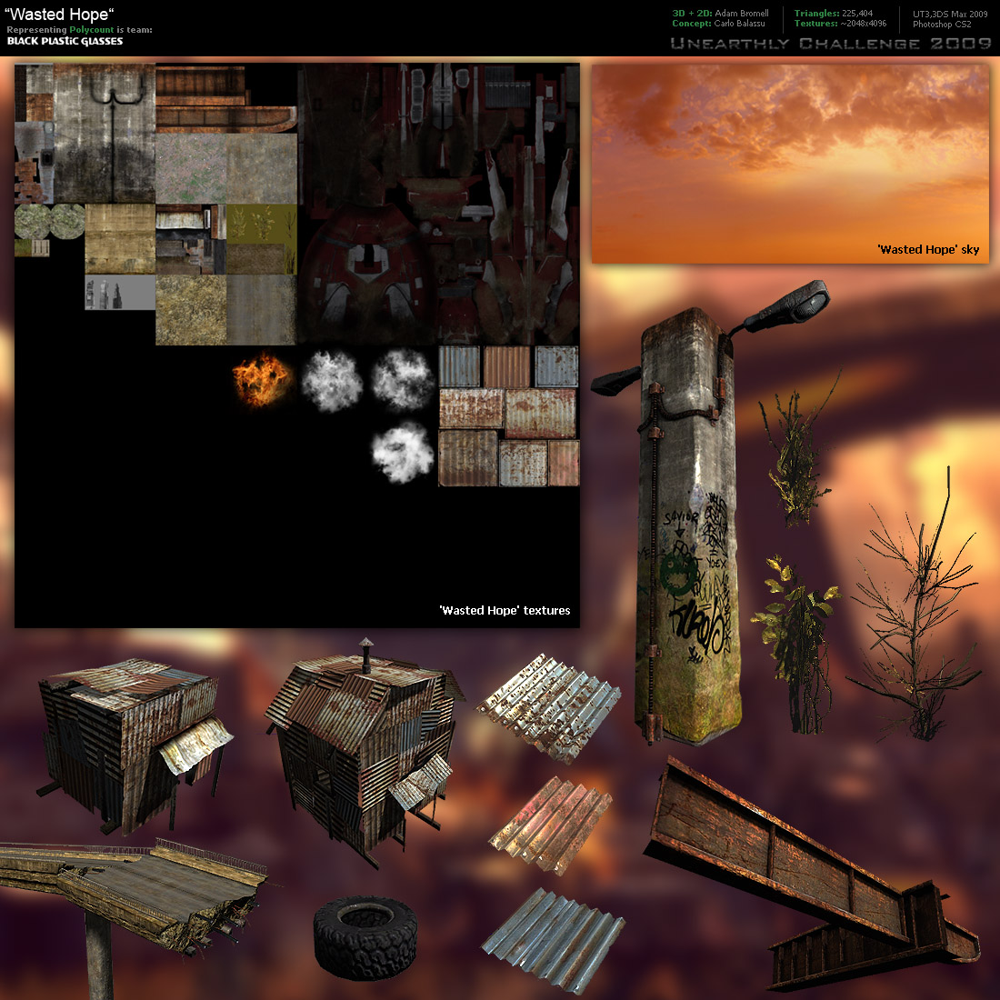 “Wasted Hope”
Representing Polycount is team:
BLACK PLASTIC GLASSES
3D + 2D: Adam Bromell
Concept: Carlo Balassu
Triangles: 225,404
Textures: ~2048x4096
UT3,3DS Max 2009
Photoshop CS2
UNEARTHLY CHALLENGE 2009
'Wasted Hope' sky
SAVIOR
'Wasted Hope' textures